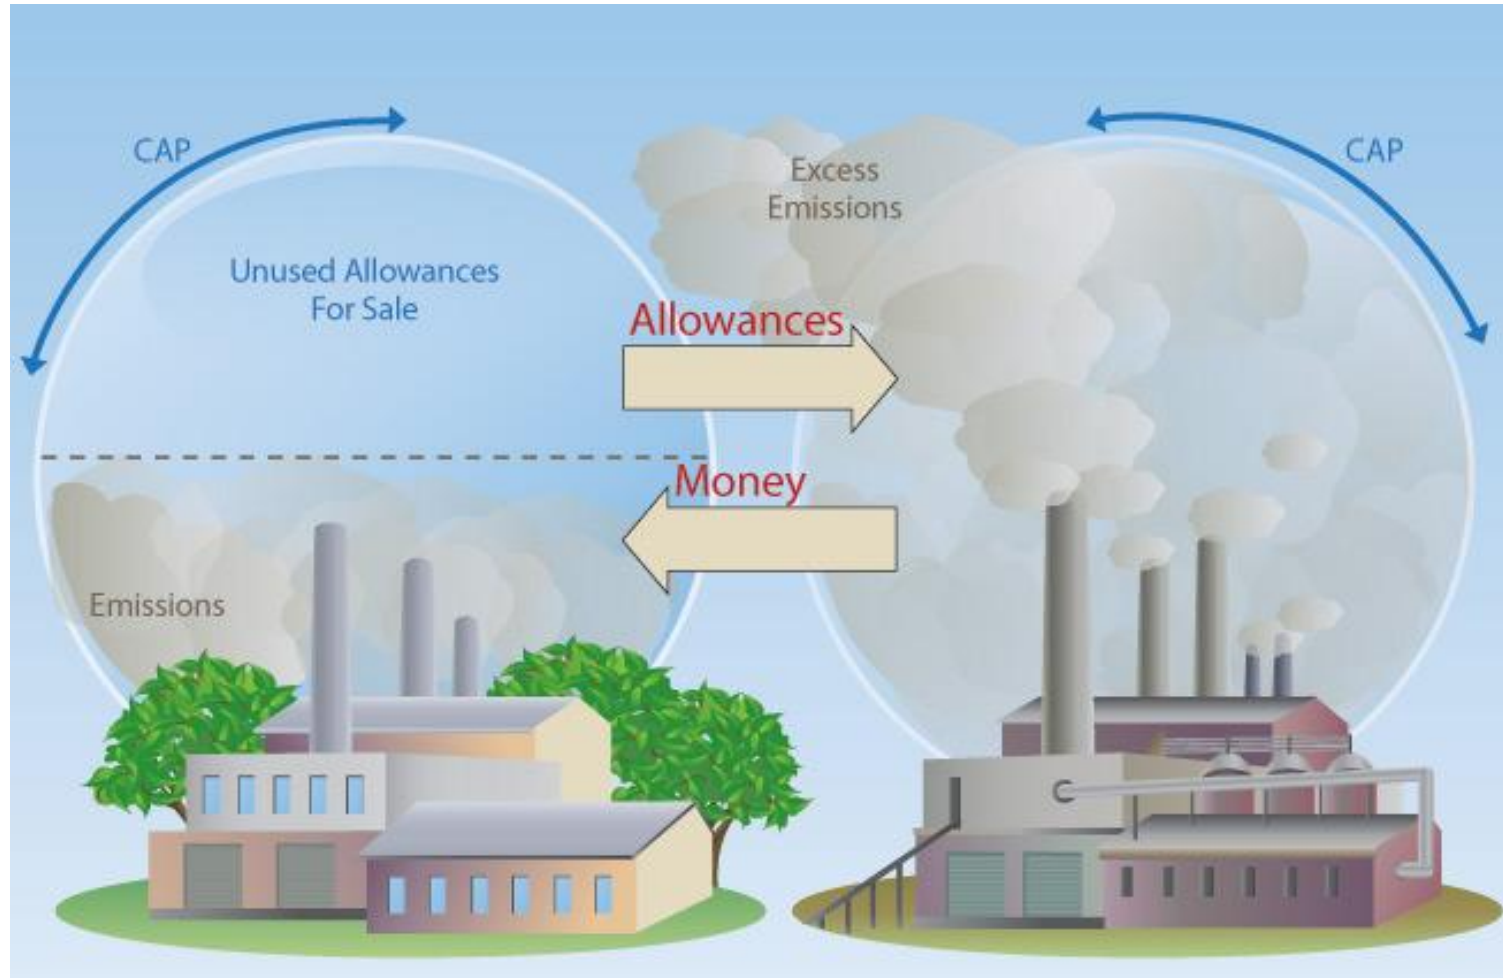 CAP
CAP
Excess
Emissions
Unused Allowances
For Sale
Allowances
Money
Emissions